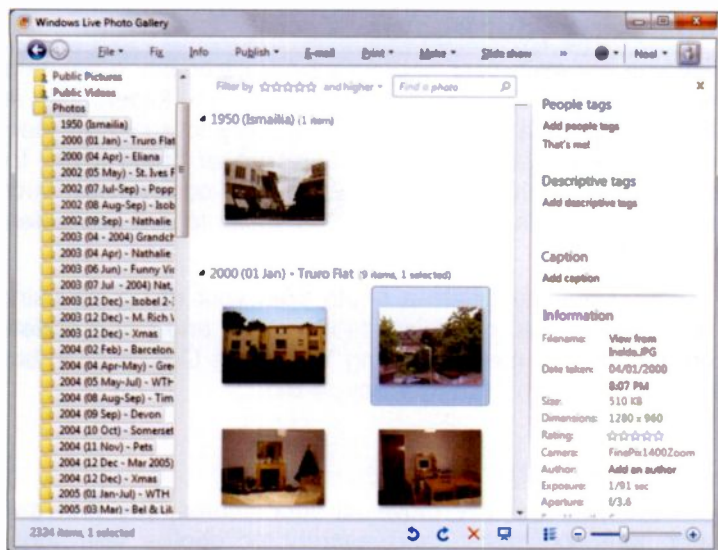 Windows Live Photo Gallery
File Fix Info Publish E-mail Print Make Slide show » Noel
Public Pictures
Public Videos
Photos
1950 (Ismailia)
2000 (01 Jan) - Truro Flat
2000 (04 Apr) - Eliana
2002 (05 May) - St. Ives F
2002 (07 Jul-Sep) - Popp
2002 (08 Aug-Sep) - Isob
2002 (09 Sep) - Nathalie
2003 (04 - 2004) Grandch
2003 (04 Apr) - Nathalie
2003 (06 Jun) - Funny Vic
2003 (07 Jul - 2004) Nat,
2003 (12 Dec) - Isobel 2-
2003 (12 Dec) - M. Rich
2003 (12 Dec) - Xmas
2004 (02 Feb) - Barcelon
2004 (04 Apr-May) - Gre
2004 (05 May-Jul) - WTH
2004 (08 Aug-Sep) - Tim
2004 (09 Sep) - Devon
2004 (10 Oct) - Somerset
2004 (11 Nov) - Pets
2004 (12 Dec - Mar 2005)
2004 (12 Dec) - Xmas
2005 (01 Jan-Jul) - WTH
2005 (03 Mar) - Bel & Lil
Filter by and higher Find a photo
1950 (Ismailia) (1 item)
2000 (01 Jan) - Truro Flat (9 items, 1 selected)
People tags
Add people tags
That's me!
Descriptive tags
Add descriptive tags
Caption
Add caption
Information
Filename: View from
Inside.JPG
Date taken: 04/01/2000
8:07 PM
Size: 510 KB
Dimensions: 1280 x 960
Rating:
Camera: FinePix1400Zoom
Author: Add an author
Exposure: 1/91 sec
Aperture: f/3.6
2324 items, 1 selected